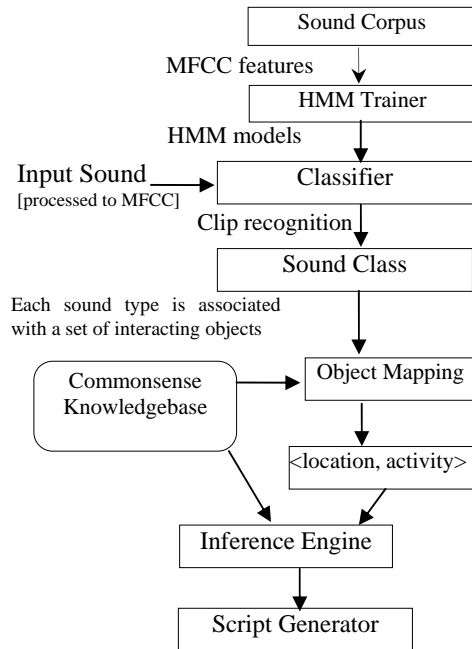 Sound Corpus
MFCC features
HMM Trainer
HMM models
Input Sound
[processed to MFCC]
Classifier
Clip recognition
Sound Class
Each sound type is associated
with a set of interacting objects
Commonsense
Knowledgebase
Object Mapping
<location, activity>
Inference Engine
Script Generator